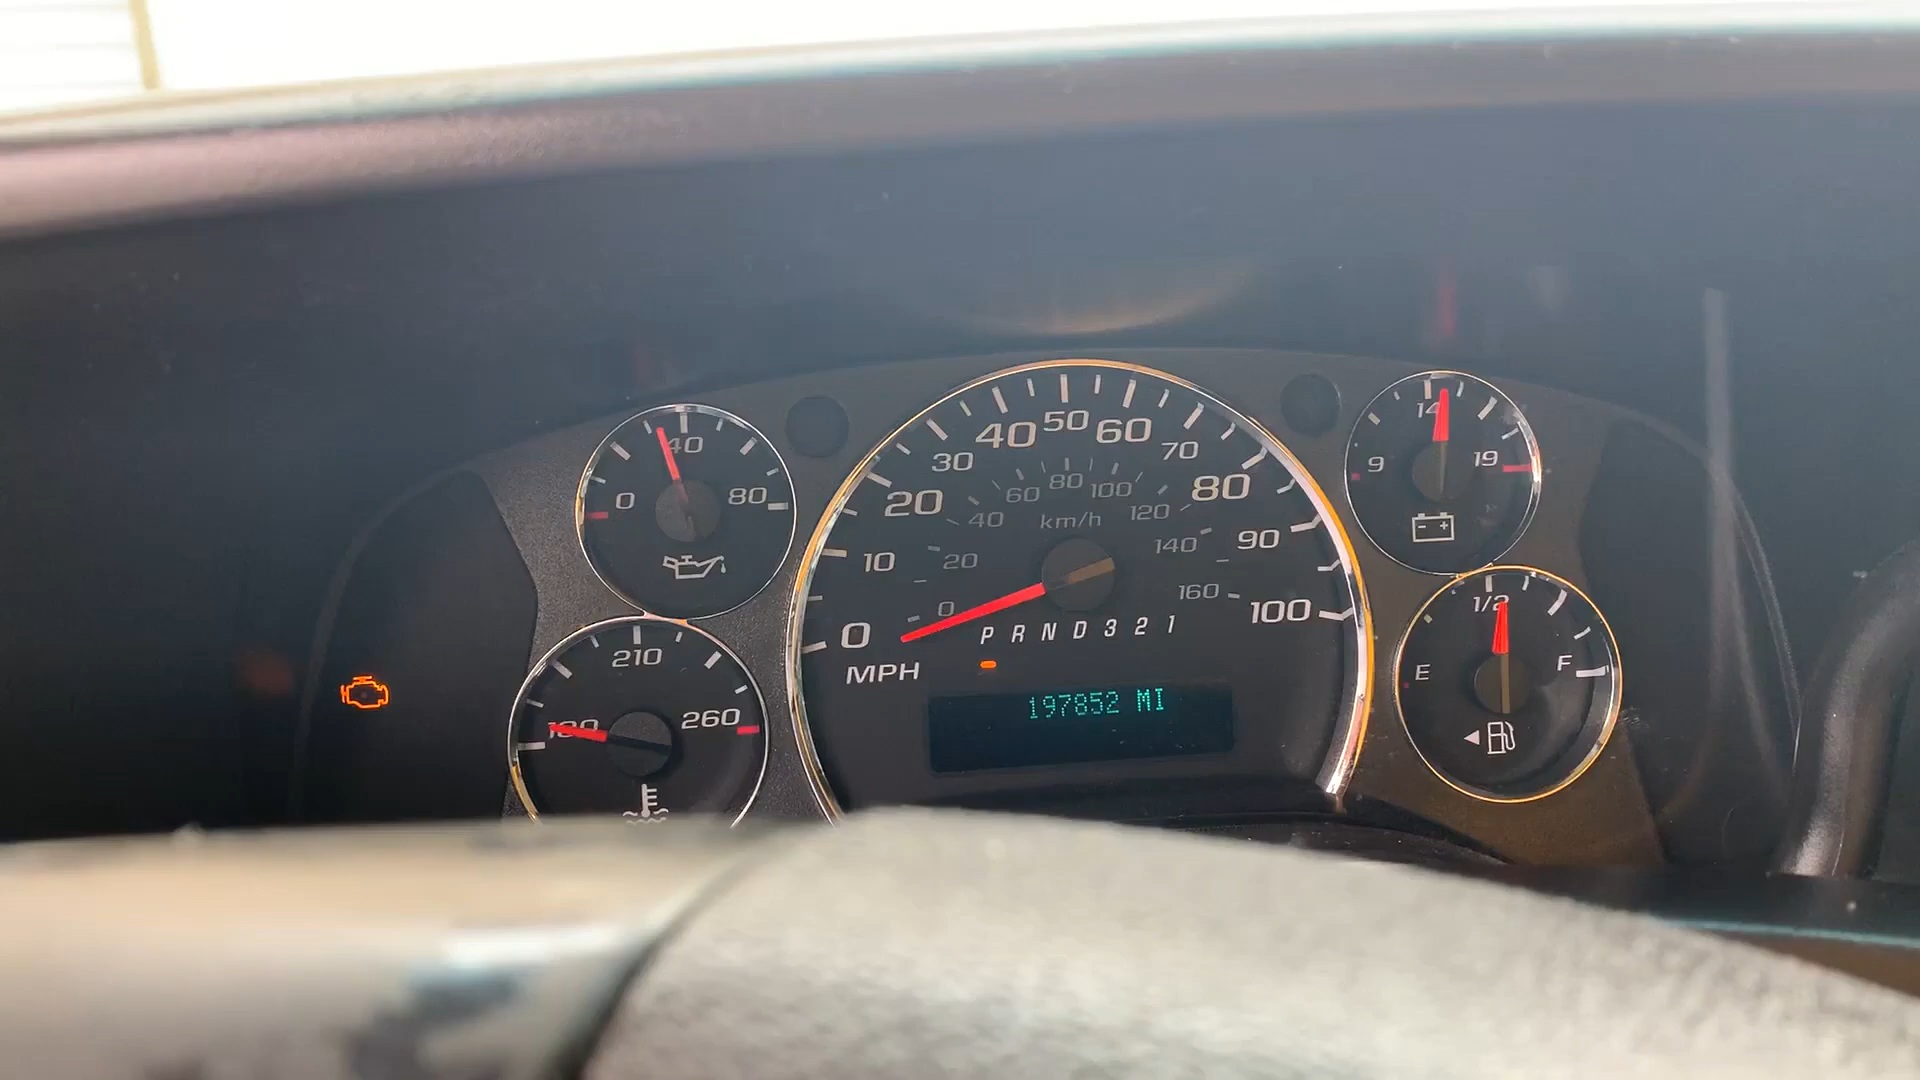 40
0 80
210
100 260
MPH
0 10 20 30 40 50 60 70 80 90 100
0 20 40 60 80 100 120 140 160
km/h
P R N D 3 2 1
197852 MI
14
9 19
- +
1/2
E F